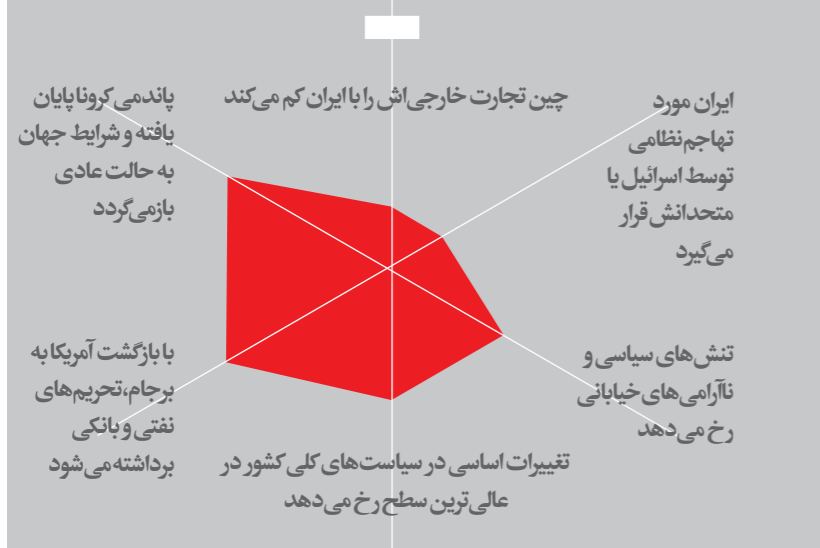 چین تجارت خارجی‌اش را با ایران کم می‌کند
ایران مورد
تهاجم نظامی
توسط اسرائیل یا
متحدانش قرار
می‌گیرد
تنش‌های سیاسی و
ناآرامی‌های خیابانی
رخ می‌دهد
تغییرات اساسی در سیاست‌های کلی کشور در
عالی‌ترین سطح رخ می‌دهد
با بازگشت آمریکا به
برجام،تحریم‌های
نفتی و بانکی
برداشته می‌شود
پاندمی کرونا پایان
یافته و شرایط جهان
به حالت عادی
بازمی‌گردد